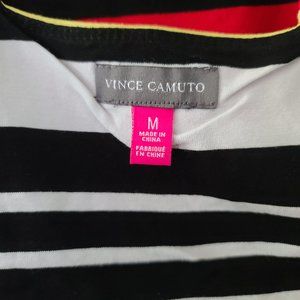 VINCE CAMUTO
M
MADE IN
CHINA
FABRIQUÉ
EN CHINE